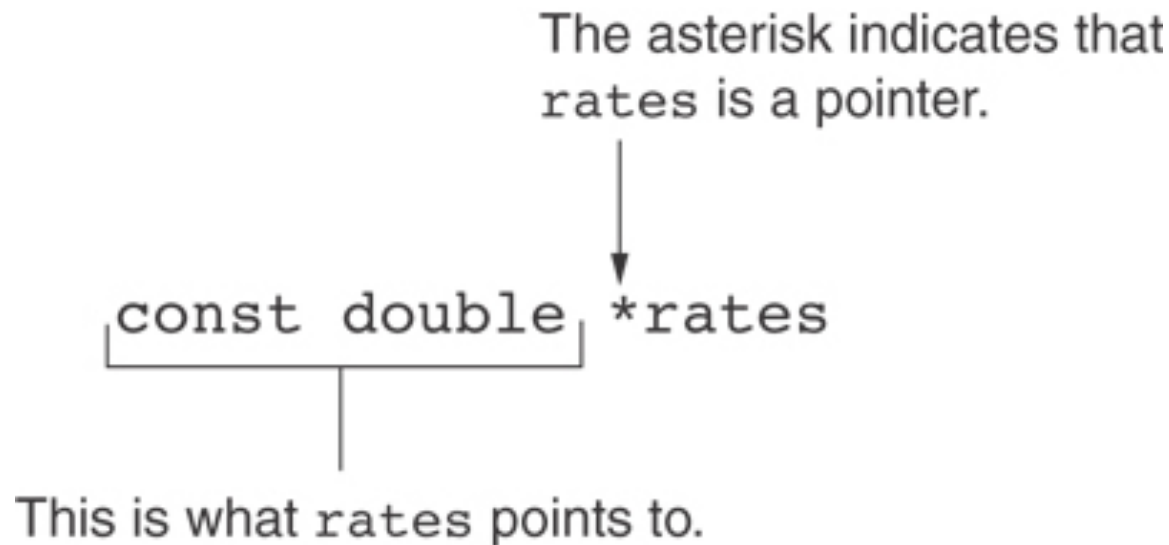 The asterisk indicates that
rates is a pointer.
const double *rates
This is what rates points to.